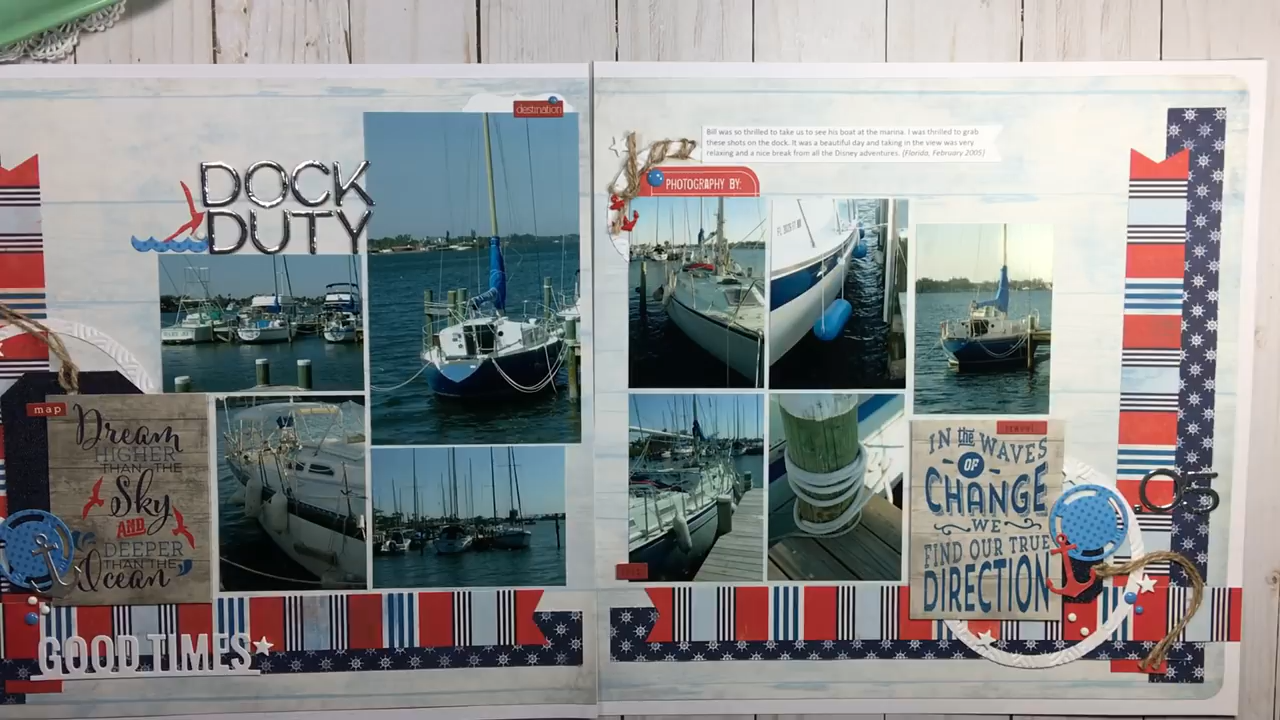 destination
DOCK
DUTY
map
Dream
HIGHER
THAN THE
Sky
AND
DEEPER
THAN THE
Ocean
GOOD TIMES
Bill was so thrilled to take us to see his boat at the marina. I was thrilled to grab
these shots on the dock. It was a beautiful day and taking in the view was very
relaxing and a nice break from all the Disney adventures. (Florida, February 2005)
PHOTOGRAPHY BY:
travel
IN the WAVES
OF
CHANGE
WE
FIND OUR TRUE
DIRECTION
.05